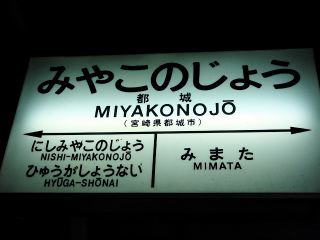 みやこのじょう
都城
MIYAKONOJŌ
(宮崎県都城市)
にしみやこのじょう
NISHI-MIYAKONOJŌ
ひゅうがしょうない
HYŪGA-SHŌNAI
みまた
MIMATA